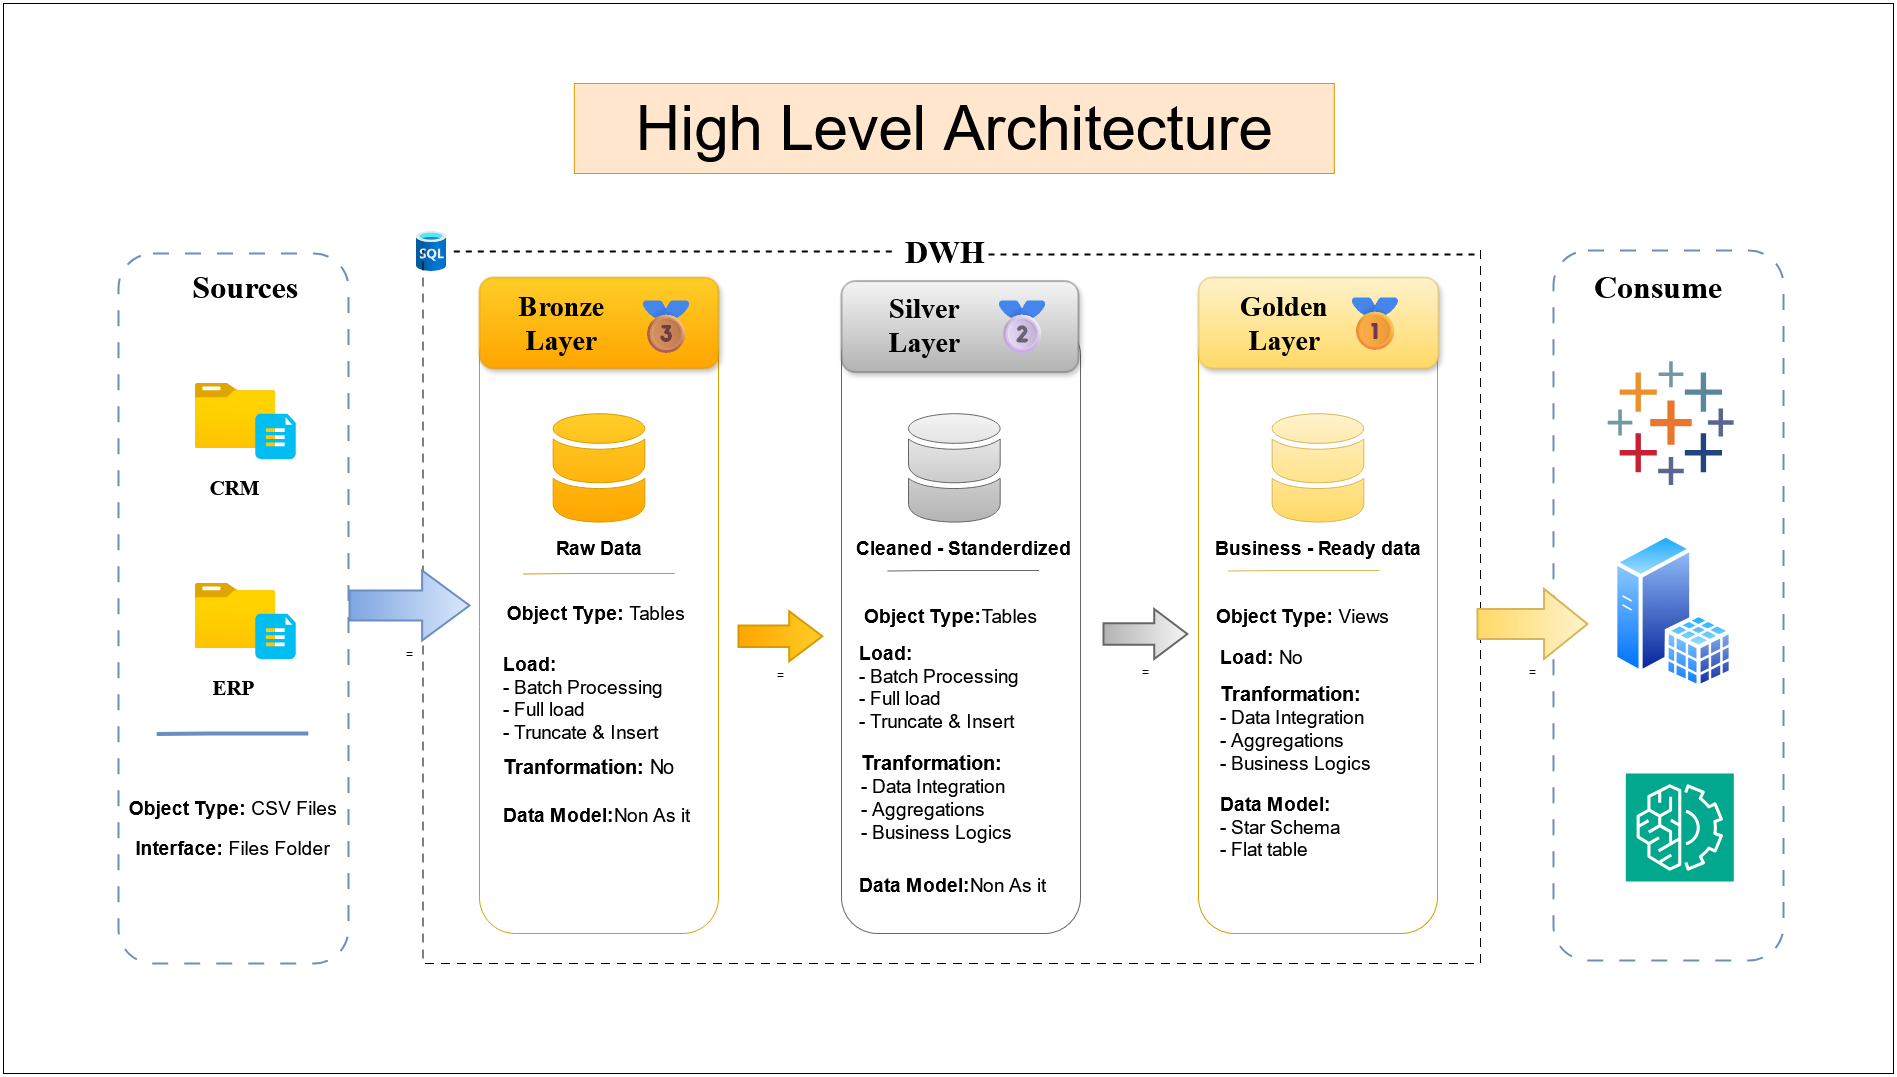 High Level Architecture
SQL
DWH
Sources
CRM
ERP
Object Type: CSV Files
Interface: Files Folder
=
Bronze
Layer
3
Raw Data
Object Type: Tables
Load:
- Batch Processing
- Full load
- Truncate & Insert
Tranformation: No
Data Model:Non As it
=
Silver
Layer
2
Cleaned - Standerdized
Object Type:Tables
Load:
- Batch Processing
- Full load
- Truncate & Insert
Tranformation:
- Data Integration
- Aggregations
- Business Logics
Data Model:Non As it
=
Golden
Layer
1
Business - Ready data
Object Type: Views
Load: No
Tranformation:
- Data Integration
- Aggregations
- Business Logics
Data Model:
- Star Schema
- Flat table
=
Consume